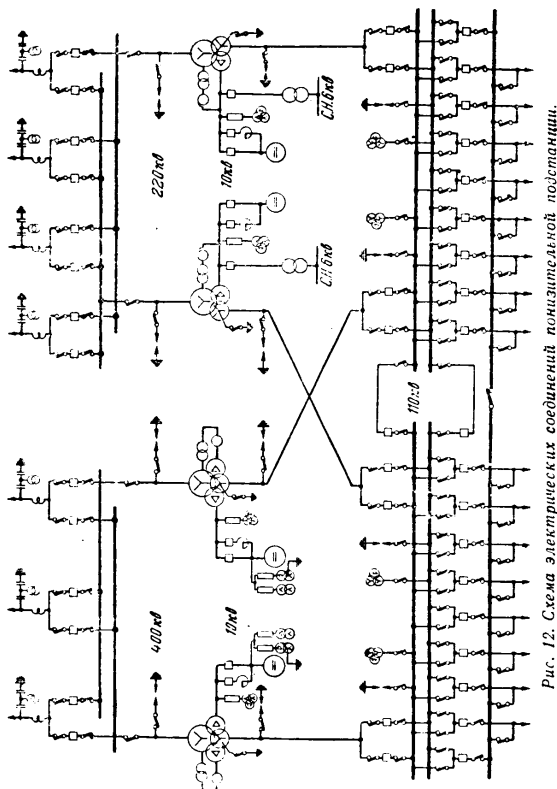 220кв
10кв
СН.6кв
СН.6кв
400кв
10кв
110кв
Рис. 12. Схема электрических соединений понизительной подстанции.